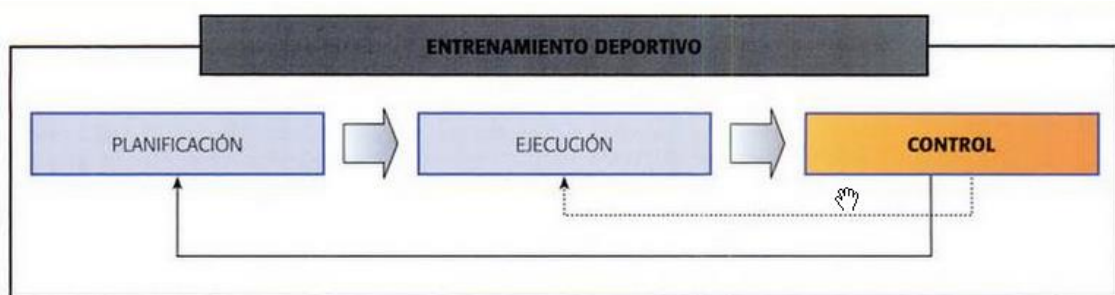 ENTRENAMIENTO DEPORTIVO
PLANIFICACIÓN
EJECUCIÓN
CONTROL